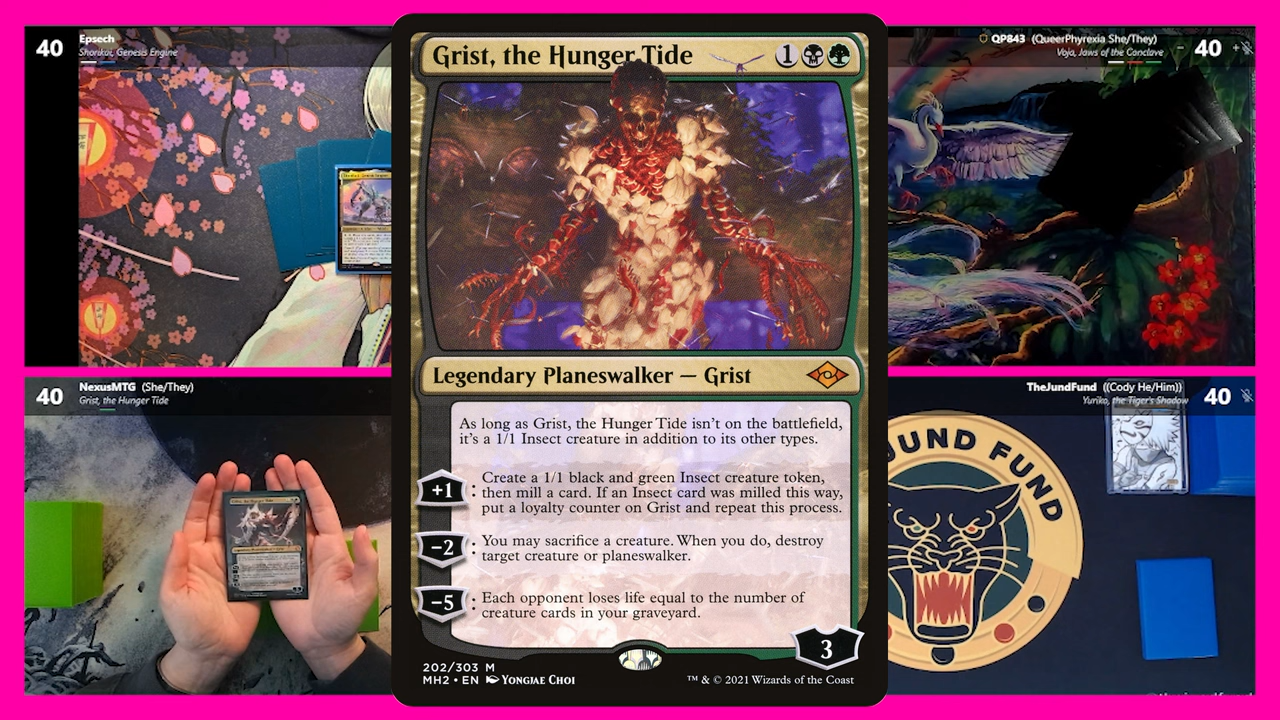 40
Epsech
Shorikai, Genesis Engine
QP843 (QueerPhyrexia She/They)
Voja, Jaws of the Conclave
− 40 +
Grist, the Hunger Tide
1
Legendary Planeswalker — Grist
As long as Grist, the Hunger Tide isn't on the battlefield,
it's a 1/1 Insect creature in addition to its other types.
+1 : Create a 1/1 black and green Insect creature token,
then mill a card. If an Insect card was milled this way,
put a loyalty counter on Grist and repeat this process.
−2 : You may sacrifice a creature. When you do, destroy
target creature or planeswalker.
−5 : Each opponent loses life equal to the number of
creature cards in your graveyard.
3
202/303 M
MH2 • EN Yongjae Choi
™ & © 2021 Wizards of the Coast
40
NexusMTG (She/They)
Grist, the Hunger Tide
TheJundFund ((Cody He/Him))
Yuriko, the Tiger's Shadow
40
UND FUND